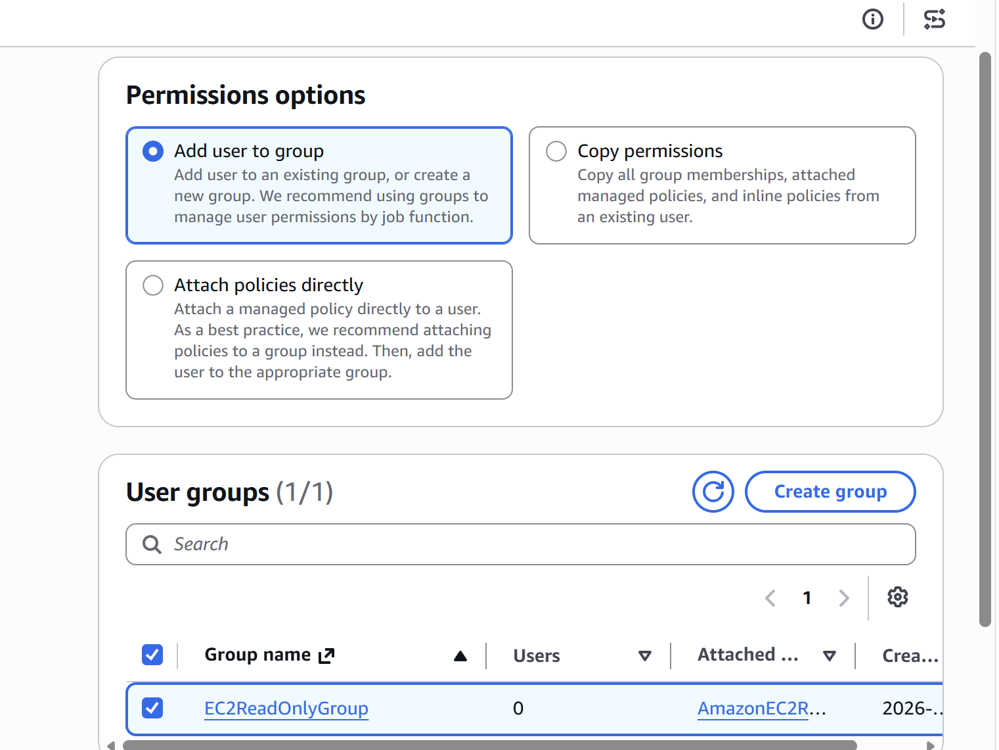 Permissions options
Add user to group
Add user to an existing group, or create a
new group. We recommend using groups to
manage user permissions by job function.
Copy permissions
Copy all group memberships, attached
managed policies, and inline policies from
an existing user.
Attach policies directly
Attach a managed policy directly to a user.
As a best practice, we recommend attaching
policies to a group instead. Then, add the
user to the appropriate group.
User groups (1/1)
Create group
Search
1
Group name
Users
Attached ...
Crea...
EC2ReadOnlyGroup
0
AmazonEC2R...
2026-...